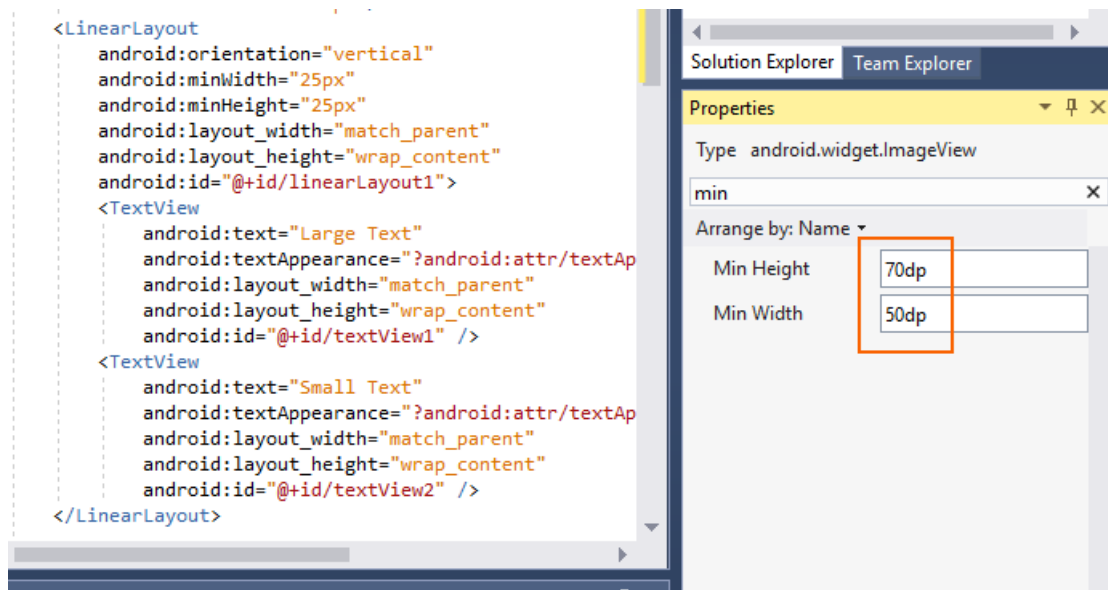 <LinearLayout
android:orientation="vertical"
android:minWidth="25px"
android:minHeight="25px"
android:layout_width="match_parent"
android:layout_height="wrap_content"
android:id="@+id/linearLayout1">
<TextView
android:text="Large Text"
android:textAppearance="?android:attr/textAp
android:layout_width="match_parent"
android:layout_height="wrap_content"
android:id="@+id/textView1" />
<TextView
android:text="Small Text"
android:textAppearance="?android:attr/textAp
android:layout_width="match_parent"
android:layout_height="wrap_content"
android:id="@+id/textView2" />
</LinearLayout>
Solution Explorer Team Explorer
Properties
Type android.widget.ImageView
min
Arrange by: Name
Min Height 70dp
Min Width 50dp